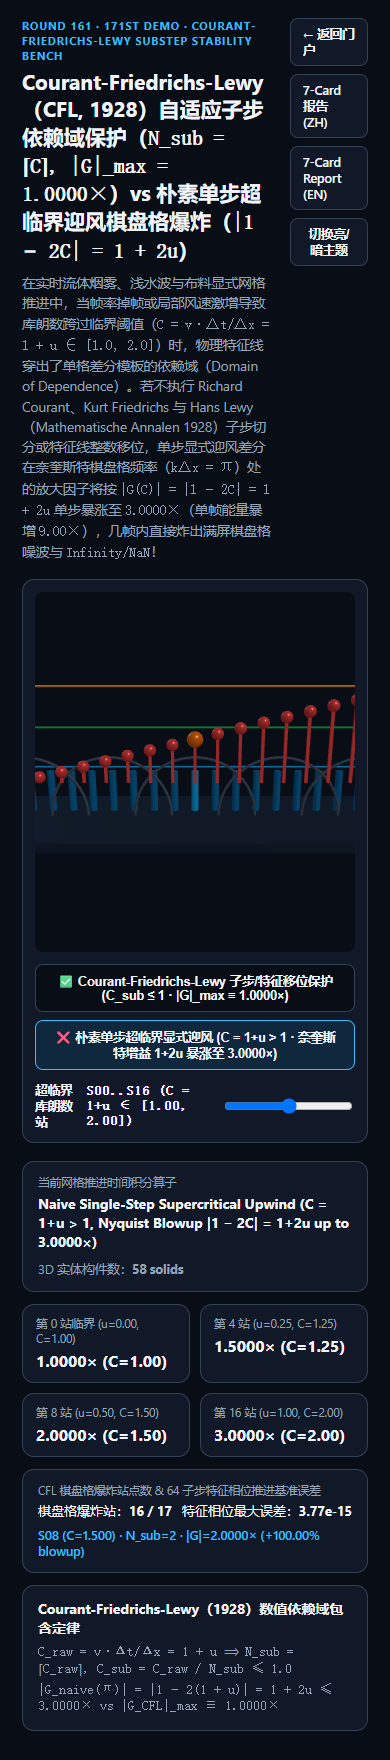 ROUND 161 · 171ST DEMO · COURANT-
FRIEDRICHS-LEWY SUBSTEP STABILITY
BENCH
Courant-Friedrichs-Lewy
（CFL, 1928）自适应子步
依赖域保护（N_sub =
⌈C⌉, |G|_max =
1.0000×）vs 朴素单步超
临界迎风棋盘格爆炸（|1
− 2C| = 1 + 2u）
在实时流体烟雾、浅水波与布料显式网格
推进中，当帧率掉帧或局部风速激增导致
库朗数跨过临界阈值（C = v·Δt/Δx =
1 + u ∈ [1.0, 2.0]）时，物理特征线
穿出了单格差分模板的依赖域（Domain
of Dependence）。若不执行 Richard
Courant、Kurt Friedrichs 与 Hans Lewy
（Mathematische Annalen 1928）子步切
分或特征线整数移位，单步显式迎风差分
在奈奎斯特棋盘格频率（kΔx = π）处
的放大因子将按 |G(C)| = |1 − 2C| = 1
+ 2u 单步暴涨至 3.0000×（单帧能量暴
增 9.00×），几帧内直接炸出满屏棋盘格
噪波与 Infinity/NaN！
← 返回门
户
7-Card
报告
(ZH)
7-Card
Report
(EN)
切换亮/
暗主题
✅ Courant-Friedrichs-Lewy 子步/特征移位保护
(C_sub ≤ 1 · |G|_max ≡ 1.0000×)
❌ 朴素单步超临界显式迎风 (C = 1+u > 1 · 奈奎斯
特增益 1+2u 暴涨至 3.0000×)
超临界
库朗数
站
S00..S16 (C =
1+u ∈ [1.00,
2.00])
当前网格推进时间积分算子
Naive Single-Step Supercritical Upwind (C =
1+u > 1, Nyquist Blowup |1 − 2C| = 1+2u up to
3.0000×)
3D 实体构件数：58 solids
第 0 站临界 (u=0.00,
C=1.00)
1.0000× (C=1.00)
第 4 站 (u=0.25, C=1.25)
1.5000× (C=1.25)
第 8 站 (u=0.50, C=1.50)
2.0000× (C=1.50)
第 16 站 (u=1.00, C=2.00)
3.0000× (C=2.00)
CFL 棋盘格爆炸站点数 & 64 子步特征相位推进基准误差
棋盘格爆炸站：16 / 17 特征相位最大误差：3.77e-15
S08 (C=1.500) · N_sub=2 · |G|=2.0000× (+100.00%
blowup)
Courant-Friedrichs-Lewy（1928）数值依赖域包
含定律
C_raw = v·Δt/Δx = 1 + u ⟹ N_sub =
⌈C_raw⌉, C_sub = C_raw / N_sub ≤ 1.0
|G_naive(π)| = |1 − 2(1 + u)| = 1 + 2u ≤
3.0000× vs |G_CFL|_max ≡ 1.0000×